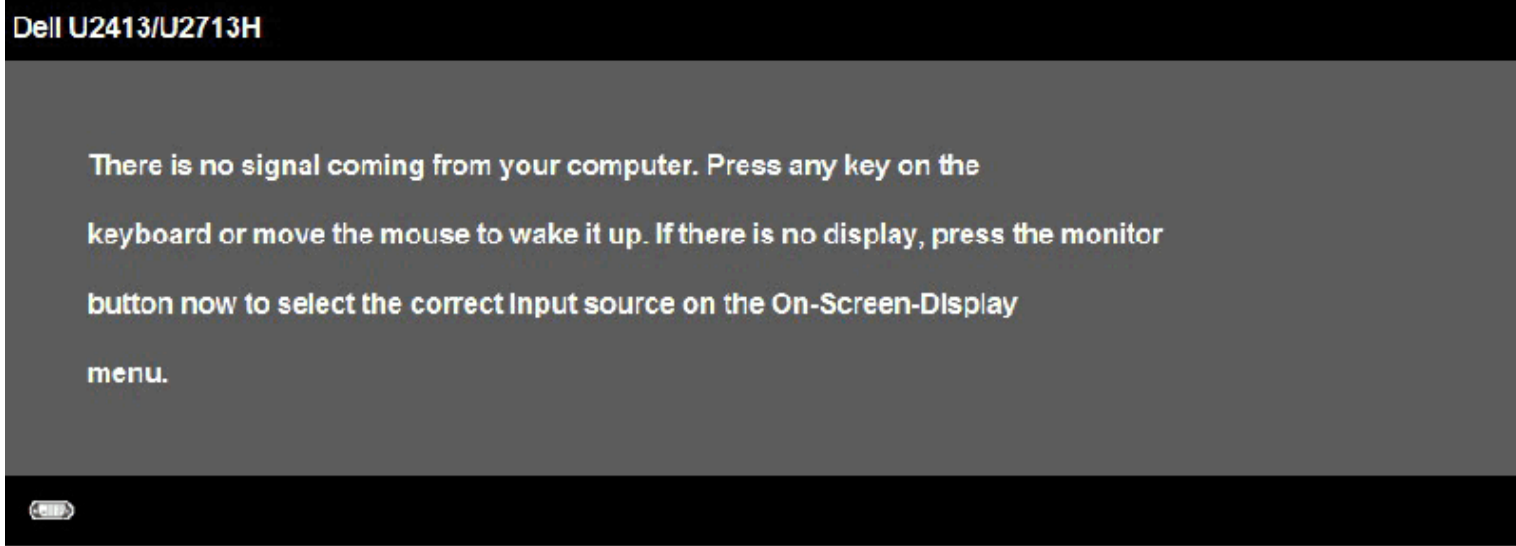 Dell U2413/U2713H
There is no signal coming from your computer. Press any key on the
keyboard or move the mouse to wake it up. If there is no display, press the monitor
button now to select the correct Input source on the On-Screen-Display
menu.